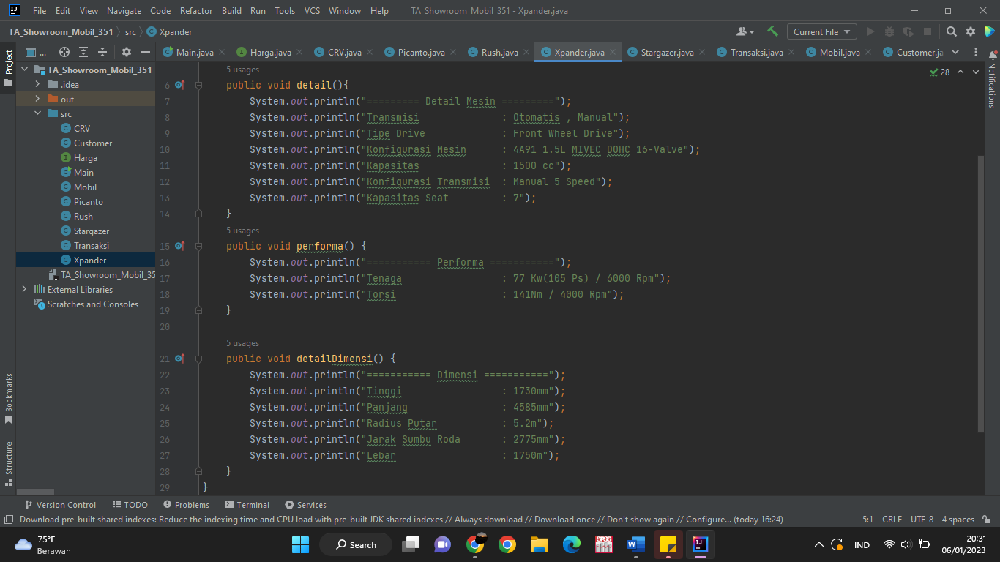 File Edit View Navigate Code Refactor Build Run Tools VCS Window Help TA_Showroom_Mobil_351 - Xpander.java
TA_Showroom_Mobil_351 src Xpander Current File
Project ... Main.java Harga.java CRV.java Picanto.java Rush.java Xpander.java Stargazer.java Transaksi.java Mobil.java Customer.ja
TA_Showroom_Mobil_351
.idea
out
src
CRV
Customer
Harga
Main
Mobil
Picanto
Rush
Stargazer
Transaksi
Xpander
TA_Showroom_Mobil_35
External Libraries
Scratches and Consoles
Bookmarks
Structure
Notifications
28
5 usages
6 public void detail(){
7 System.out.println("========= Detail Mesin =========");
8 System.out.println("Transmisi              : Otomatis , Manual");
9 System.out.println("Tipe Drive             : Front Wheel Drive");
10 System.out.println("Konfigurasi Mesin      : 4A91 1.5L MIVEC DOHC 16-Valve");
11 System.out.println("Kapasitas              : 1500 cc");
12 System.out.println("Konfigurasi Transmisi  : Manual 5 Speed");
13 System.out.println("Kapasitas Seat         : 7");
14 }
5 usages
15 public void performa() {
16 System.out.println("=========== Performa ===========");
17 System.out.println("Tenaga                 : 77 Kw(105 Ps) / 6000 Rpm");
18 System.out.println("Torsi                  : 141Nm / 4000 Rpm");
19 }
20
5 usages
21 public void detailDimensi() {
22 System.out.println("=========== Dimensi ===========");
23 System.out.println("Tinggi                 : 1730mm");
24 System.out.println("Panjang                : 4585mm");
25 System.out.println("Radius Putar           : 5.2m");
26 System.out.println("Jarak Sumbu Roda       : 2775mm");
27 System.out.println("Lebar                  : 1750m");
28 }
29 }
Version Control TODO Problems Terminal Services
Download pre-built shared indexes: Reduce the indexing time and CPU load with pre-built JDK shared indexes // Always download // Download once // Don't show again // Configure... (today 16:24) 5:1 CRLF UTF-8 4 spaces
75°F
Berawan
Search
SPSS
IND
20:31
06/01/2023